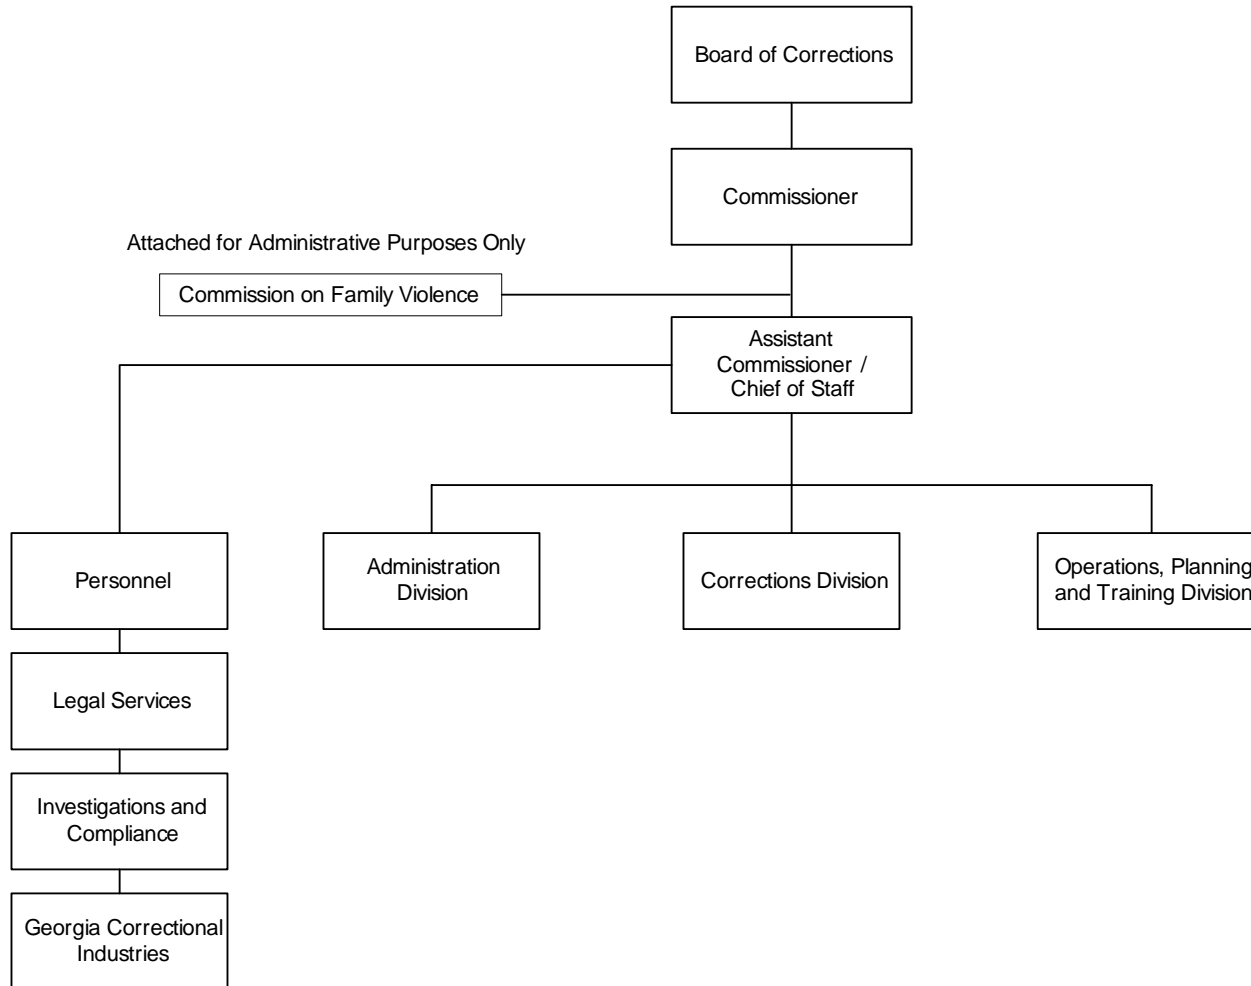 Board of Corrections
Commissioner
Attached for Administrative Purposes Only
Commission on Family Violence
Assistant
Commissioner /
Chief of Staff
Personnel
Administration
Division
Corrections Division
Operations, Planning
and Training Division
Legal Services
Investigations and
Compliance
Georgia Correctional
Industries